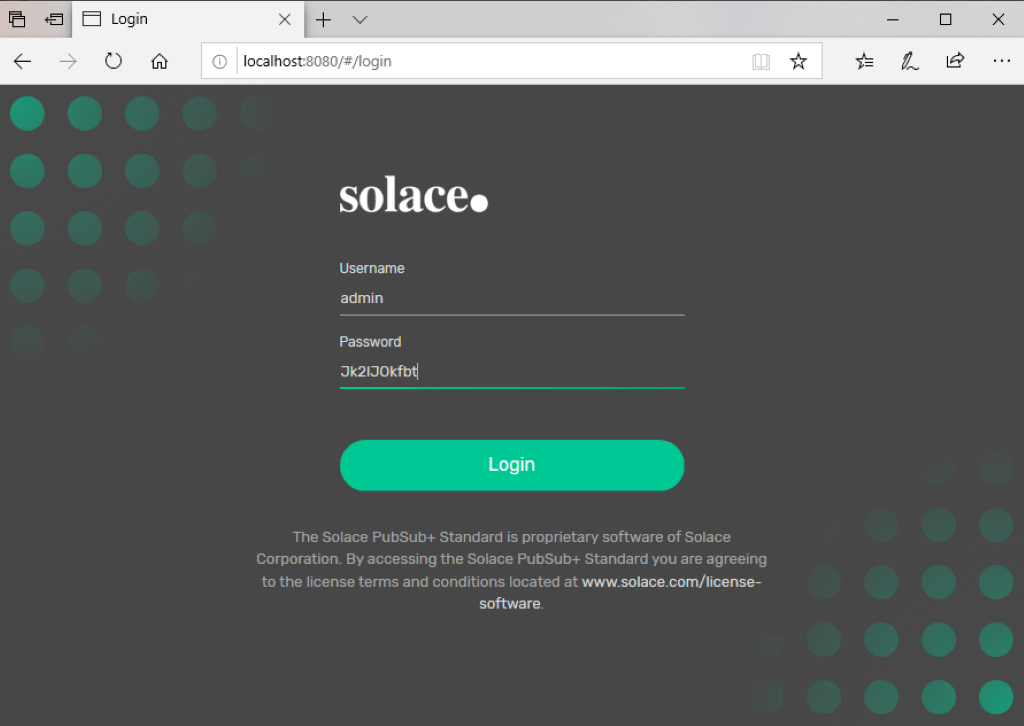 Login
localhost:8080/#/login
solace
Username
admin
Password
Jk2lJ0kfbt
Login
The Solace PubSub+ Standard is proprietary software of Solace
Corporation. By accessing the Solace PubSub+ Standard you are agreeing
to the license terms and conditions located at www.solace.com/license-
software.